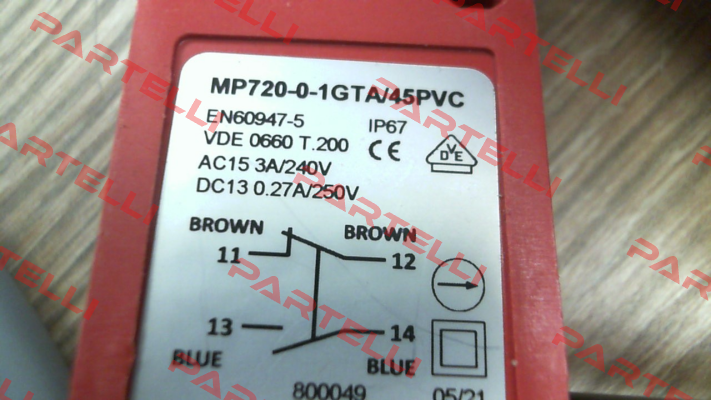 MP720-0-1GTA/45PVC
EN60947-5 IP67
VDE 0660 T.200 CE VDE
AC15 3A/240V
DC13 0.27A/250V
BROWN BROWN
11 12
13 14
BLUE BLUE
800049 05/21
PARTELLI
PARTELLI
PARTELLI
PARTELLI
PARTELLI
PARTELLI